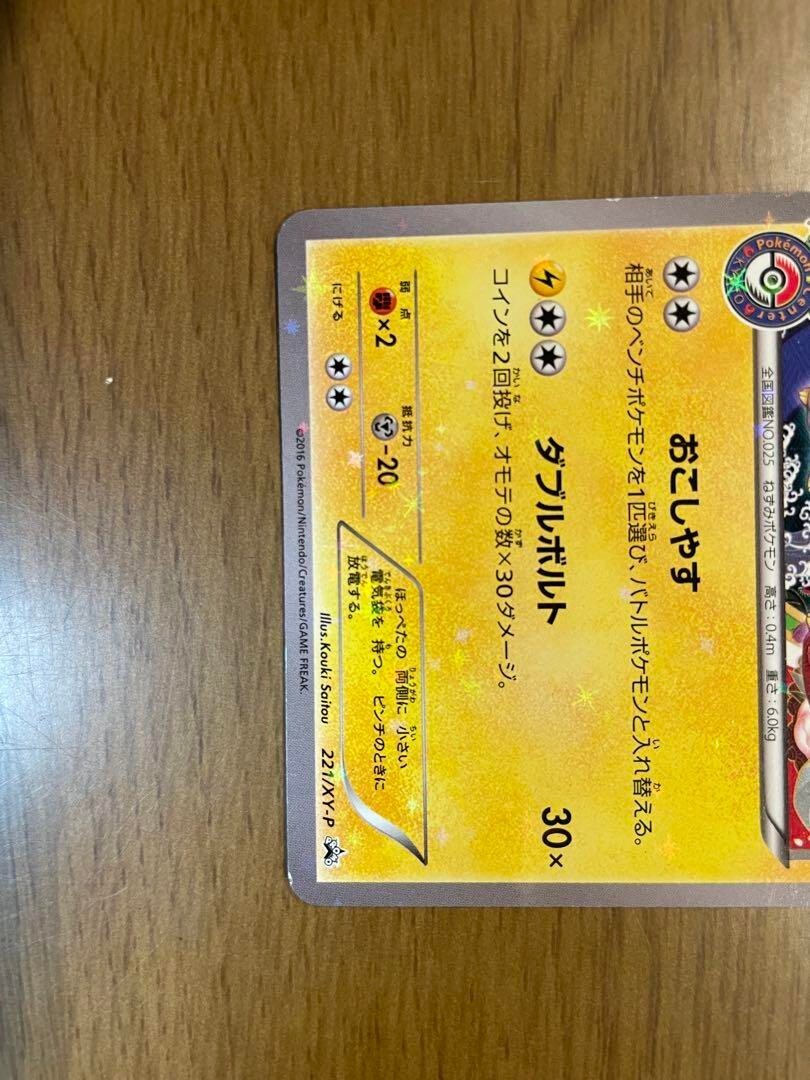 Pokémon Center
全国図鑑NO.025 ねずみポケモン 高さ:0.4m 重さ:6.0kg
おこしやす
相手のベンチポケモンを1匹選び、バトルポケモンと入れ替える。
ダブルボルト 30×
コインを2回投げ、オモテの数×30ダメージ。
弱点 ×2 抵抗力 -20
にげる
ほっぺたの 両側に 小さい
電気袋を 持つ。 ピンチのときに
放電する。
Illus.Kouki Saitou 221/XY-P
©2016 Pokémon/Nintendo/Creatures/GAME FREAK.